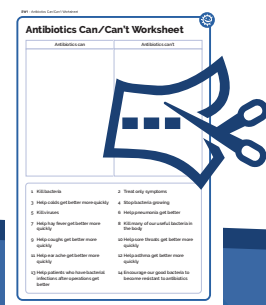 SW1 - Antibiotics Can/Can't Worksheet
Antibiotics Can/Can't Worksheet
Antibiotics can
Antibiotics can't
1 Kill bacteria
2 Treat only symptoms
3 Help colds get better more quickly
4 Stop bacteria growing
5 Kill viruses
6 Help pneumonia get better
7 Help hay fever get better more
quickly
8 Kill many of our useful bacteria in
the body
9 Help coughs get better more
quickly
10 Help sore throats get better more
quickly
11 Help ear ache get better more
quickly
12 Help asthma get better more
quickly
13 Help patients who have bacterial
infections after operations get
better
14 Encourage our good bacteria to
become resistant to antibiotics